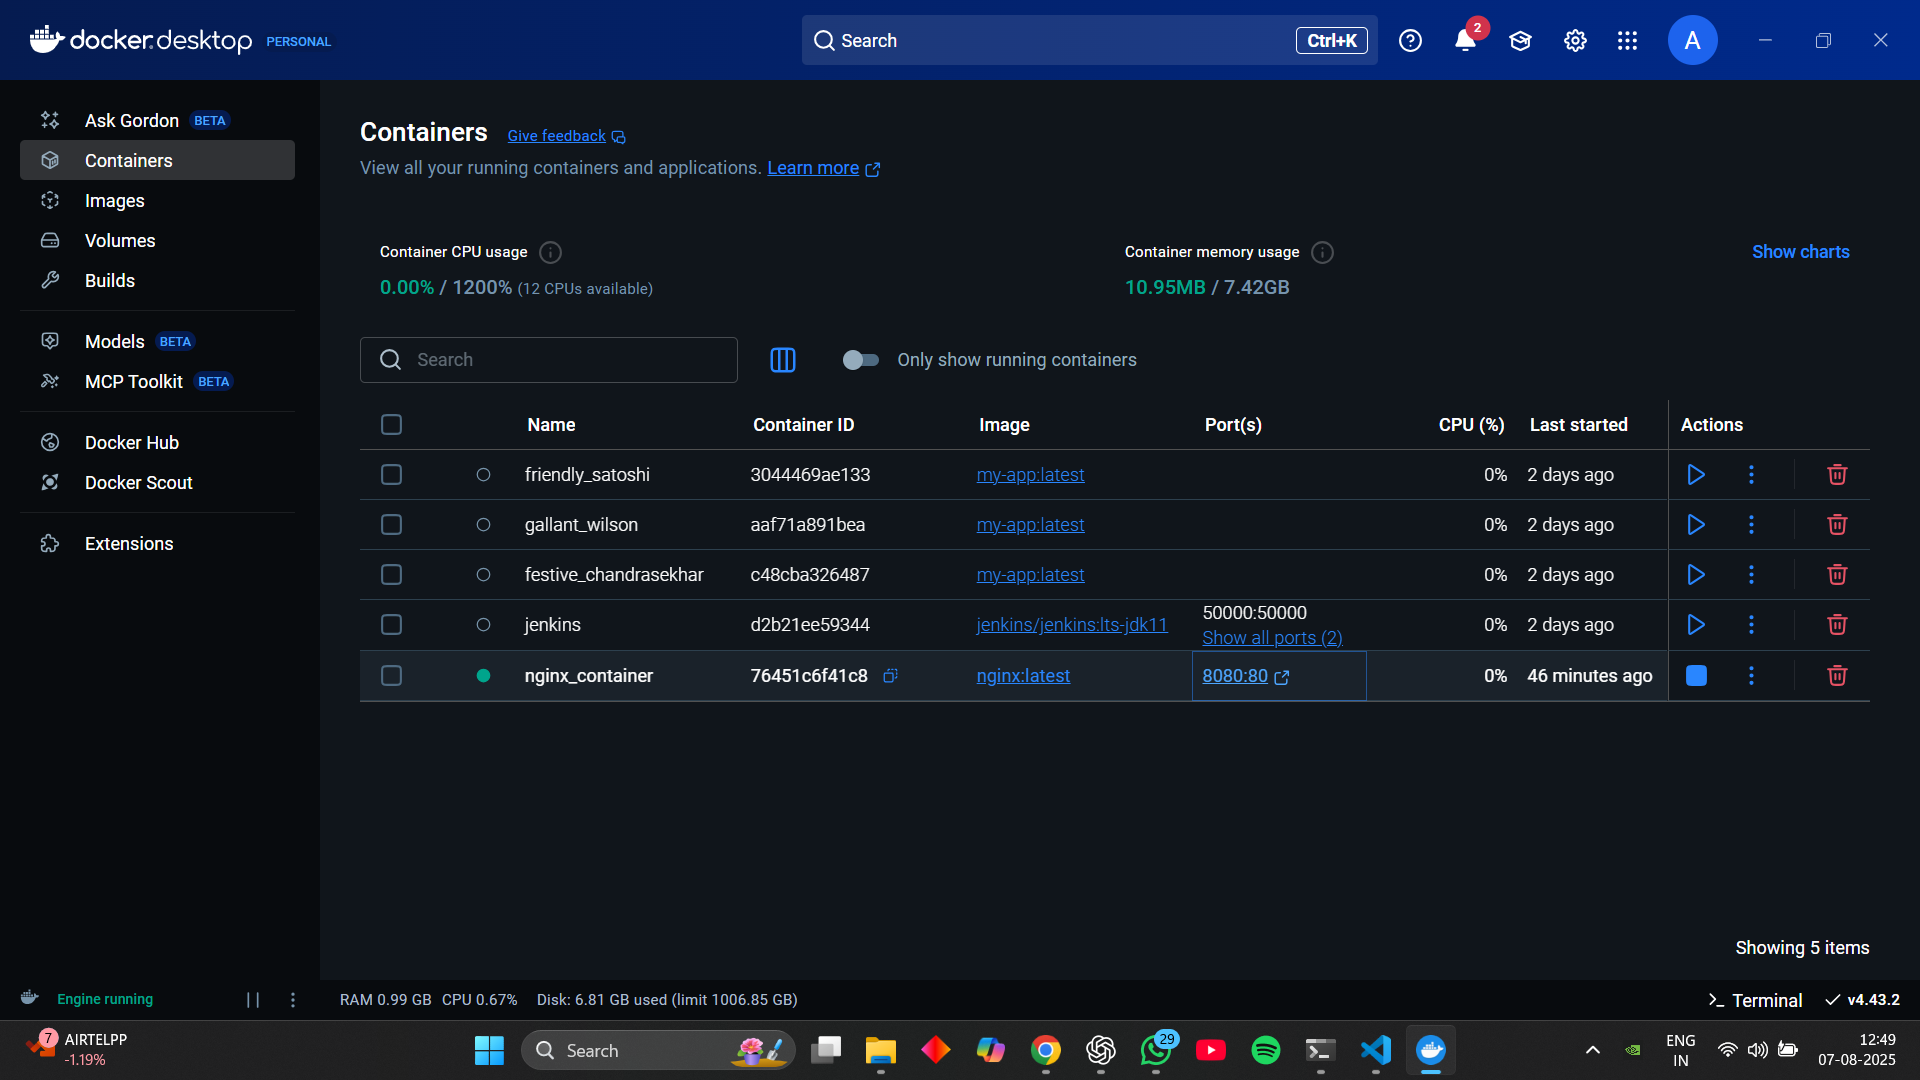 docker.desktop PERSONAL
Search Ctrl+K
2
A
Ask Gordon BETA
Containers
Images
Volumes
Builds
Models BETA
MCP Toolkit BETA
Docker Hub
Docker Scout
Extensions
Containers Give feedback
View all your running containers and applications. Learn more
Container CPU usage
0.00% / 1200% (12 CPUs available)
Container memory usage
10.95MB / 7.42GB
Show charts
Search
Only show running containers
Name Container ID Image Port(s) CPU (%) Last started Actions
friendly_satoshi 3044469ae133 my-app:latest 0% 2 days ago
gallant_wilson aaf71a891bea my-app:latest 0% 2 days ago
festive_chandrasekhar c48cba326487 my-app:latest 0% 2 days ago
jenkins d2b21ee59344 jenkins/jenkins:lts-jdk11 50000:50000 0% 2 days ago
Show all ports (2)
nginx_container 76451c6f41c8 nginx:latest 8080:80 0% 46 minutes ago
Showing 5 items
Engine running
RAM 0.99 GB CPU 0.67% Disk: 6.81 GB used (limit 1006.85 GB)
Terminal v4.43.2
7
AIRTELPP
-1.19%
Search
29
ENG
IN
12:49
07-08-2025